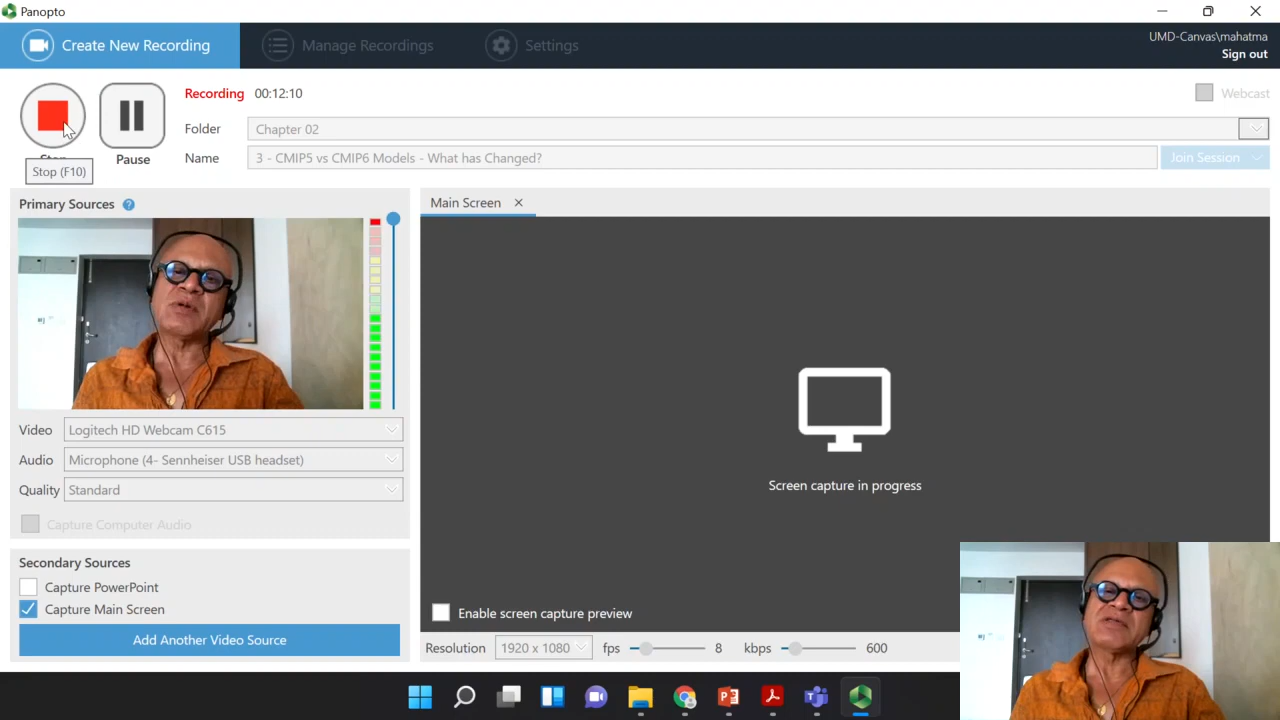 Panopto
Create New Recording
Manage Recordings
Settings
UMD-Canvas\mahatma
Sign out
Recording 00:12:10
Webcast
Folder Chapter 02
Pause
Name 3 - CMIP5 vs CMIP6 Models - What has Changed? Join Session
Stop (F10)
Primary Sources ?
Main Screen
Video Logitech HD Webcam C615
Audio Microphone (4- Sennheiser USB headset)
Quality Standard
Capture Computer Audio
Screen capture in progress
Secondary Sources
Capture PowerPoint
Capture Main Screen
Add Another Video Source
Enable screen capture preview
Resolution 1920 x 1080 fps 8 kbps 600